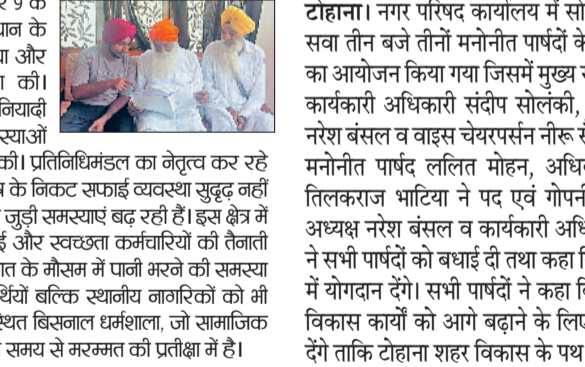 र 9 के
धान के
या और
ा की।
नियादी
स्याओं
की। प्रतिनिधिमंडल का नेतृत्व कर रहे
के निकट सफाई व्यवस्था सुदृढ़ नहीं
जुड़ी समस्याएं बढ़ रही हैं। इस क्षेत्र में
ई और स्वच्छता कर्मचारियों की तैनाती
ात के मौसम में पानी भरने की समस्या
र्थियों बल्कि स्थानीय नागरिकों को भी
स्थित बिसनाल धर्मशाला, जो सामाजिक
समय से मरम्मत की प्रतीक्षा में है।
टोहाना। नगर परिषद कार्यालय में सो
सवा तीन बजे तीनों मनोनीत पार्षदों के
का आयोजन किया गया जिसमें मुख्य
कार्यकारी अधिकारी संदीप सोलंकी,
नरेश बंसल व वाइस चेयरपर्सन नीरू
मनोनीत पार्षद ललित मोहन, अधि
तिलकराज भाटिया ने पद एवं गोपनी
अध्यक्ष नरेश बंसल व कार्यकारी अधि
ने सभी पार्षदों को बधाई दी तथा कहा
में योगदान देंगे। सभी पार्षदों ने कहा
विकास कार्यों को आगे बढ़ाने के लिए
देंगे ताकि टोहाना शहर विकास के पथ